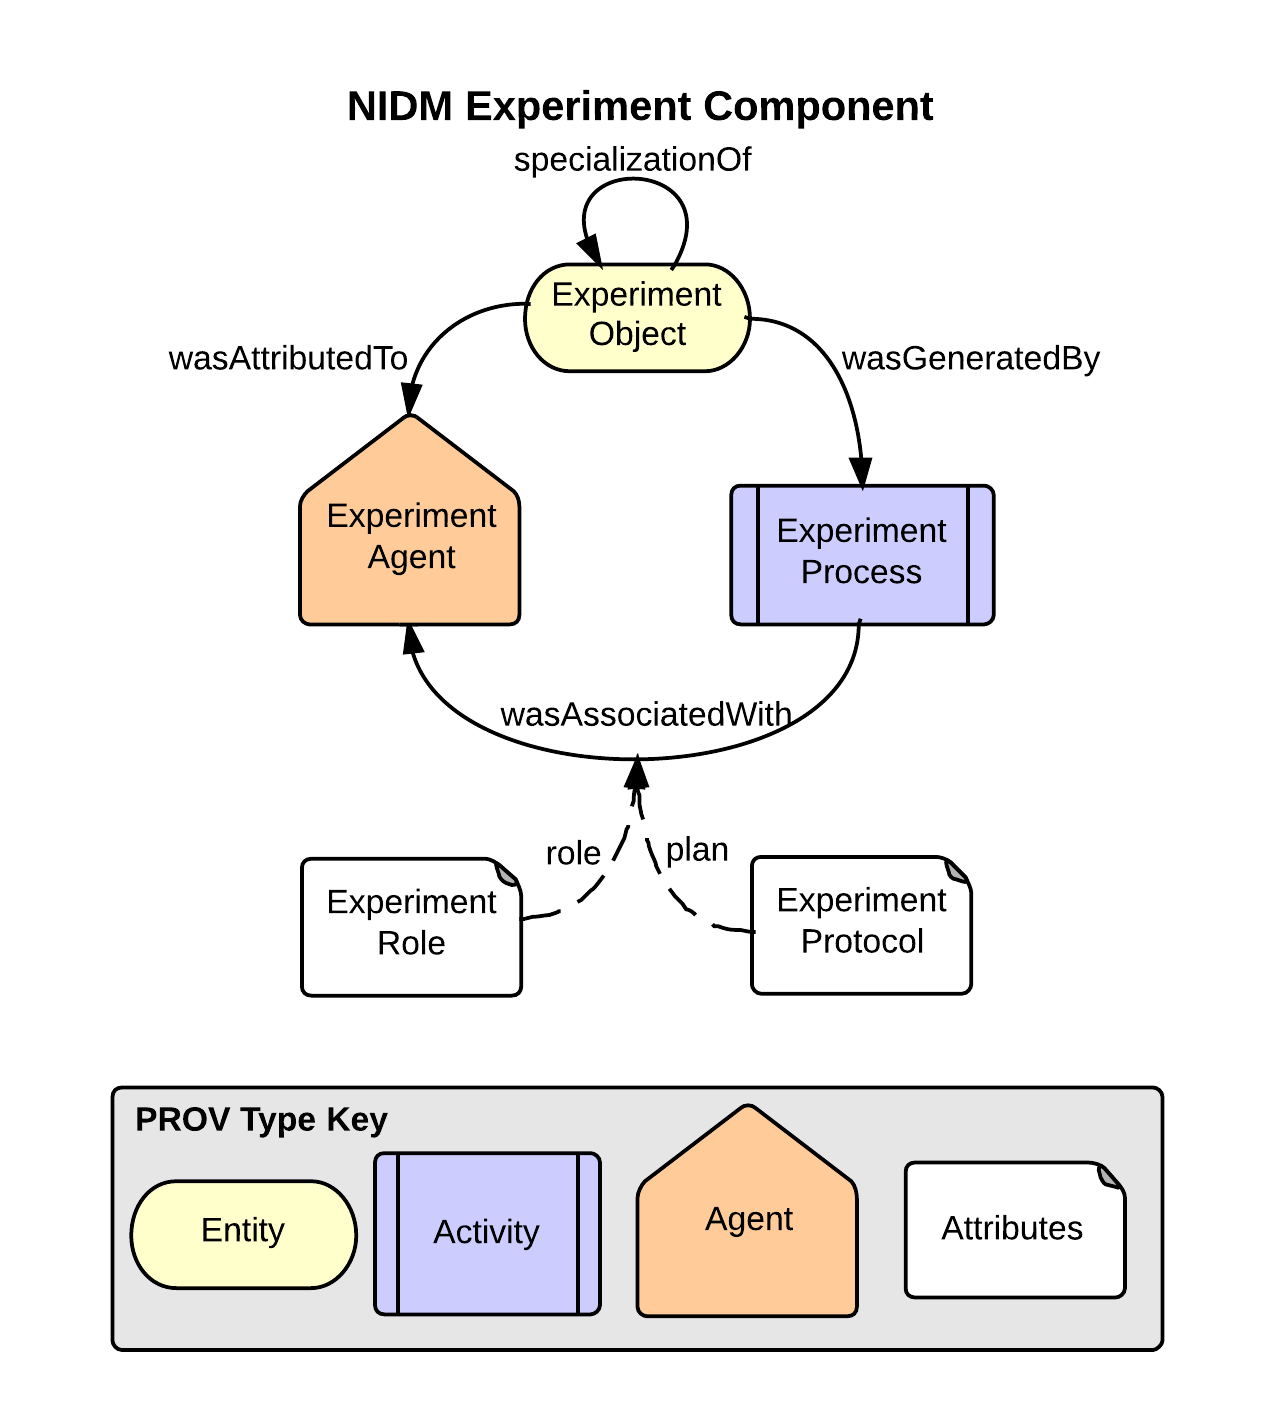 NIDM Experiment Component
specializationOf
Experiment
Object
wasAttributedTo
wasGeneratedBy
Experiment
Agent
Experiment
Process
wasAssociatedWith
role
plan
Experiment
Role
Experiment
Protocol
PROV Type Key
Entity
Activity
Agent
Attributes